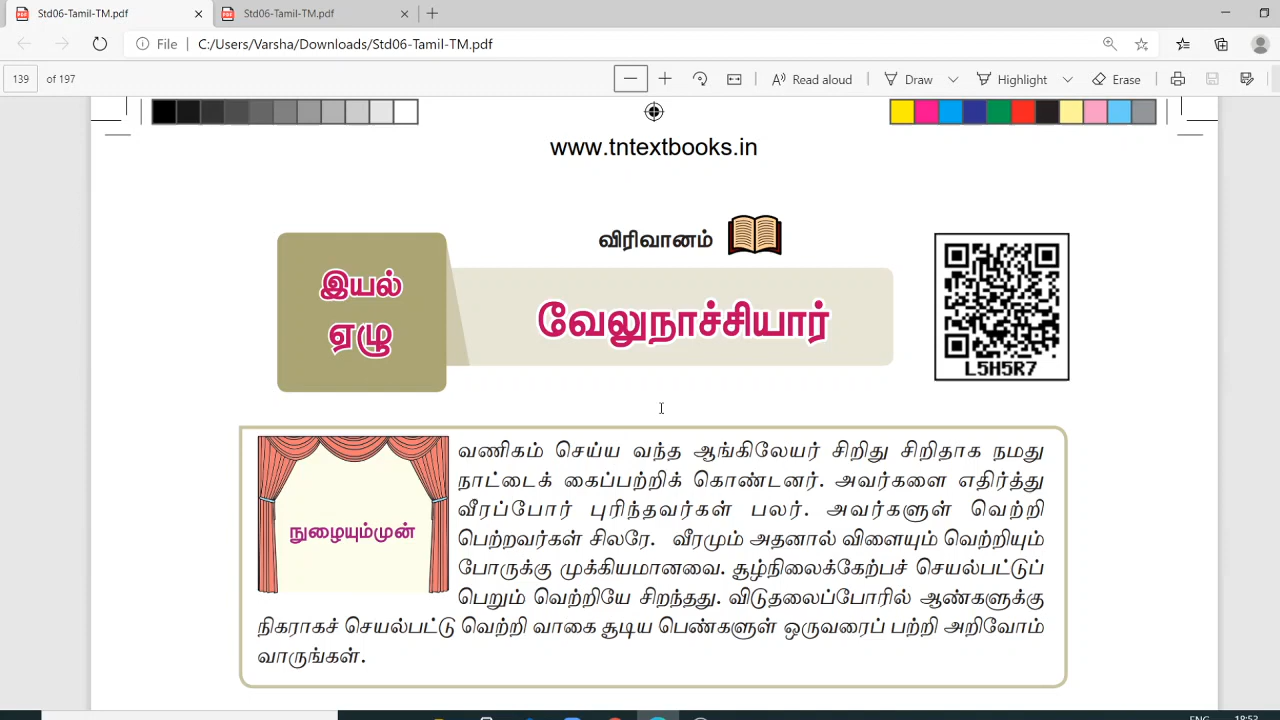 Std06-Tamil-TM.pdf
Std06-Tamil-TM.pdf
File C:/Users/Varsha/Downloads/Std06-Tamil-TM.pdf
139 of 197
Read aloud Draw Highlight Erase
www.tntextbooks.in
விரிவானம்
இயல்
ஏழு
வேலுநாச்சியார்
L5H5R7
நுழையும்முன்
வணிகம் செய்ய வந்த ஆங்கிலேயர் சிறிது சிறிதாக நமது
நாட்டைக் கைப்பற்றிக் கொண்டனர். அவர்களை எதிர்த்து
வீரப்போர் புரிந்தவர்கள் பலர். அவர்களுள் வெற்றி
பெற்றவர்கள் சிலரே. வீரமும் அதனால் விளையும் வெற்றியும்
போருக்கு முக்கியமானவை. சூழ்நிலைக்கேற்பச் செயல்பட்டுப்
பெறும் வெற்றியே சிறந்தது. விடுதலைப்போரில் ஆண்களுக்கு
நிகராகச் செயல்பட்டு வெற்றி வாகை சூடிய பெண்களுள் ஒருவரைப் பற்றி அறிவோம்
வாருங்கள்.